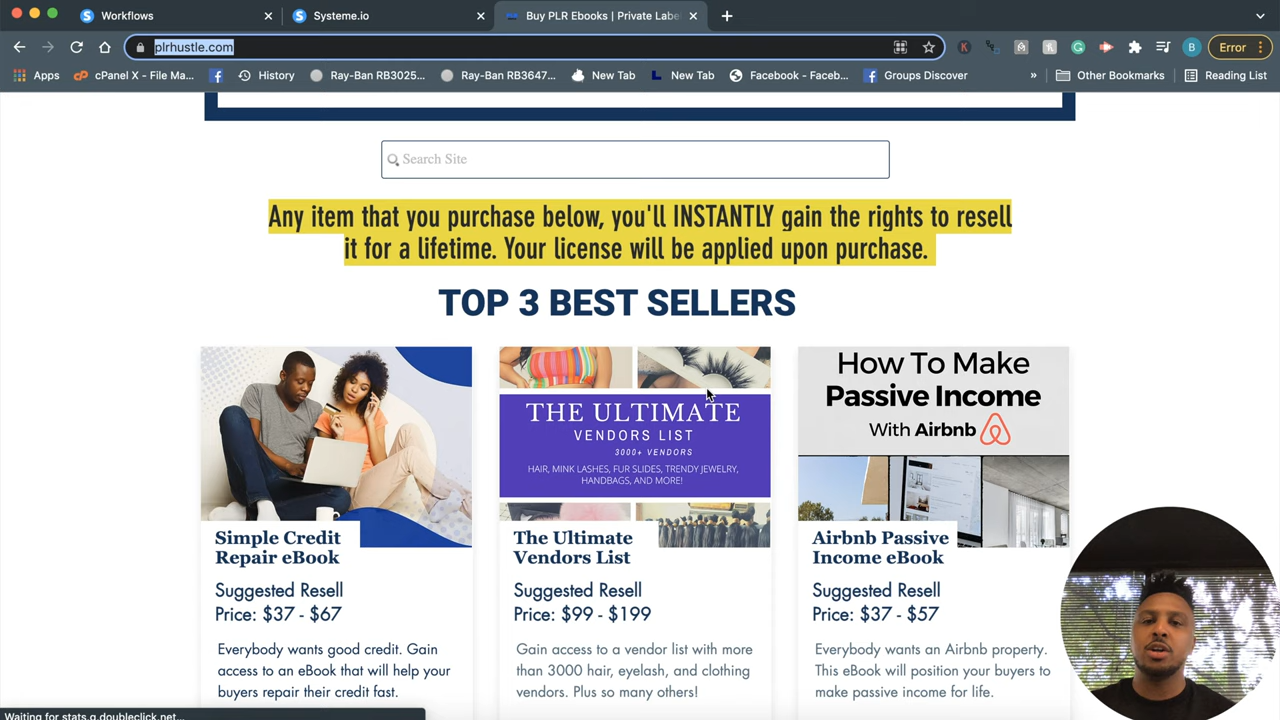 Workflows
Systeme.io
Buy PLR Ebooks | Private Labe
plrhustle.com
B
Error
Apps
cPanel X - File Ma...
History
Ray-Ban RB3025...
Ray-Ban RB3647...
New Tab
New Tab
Facebook - Faceb...
Groups Discover
»
Other Bookmarks
Reading List
Search Site
Any item that you purchase below, you'll INSTANTLY gain the rights to resell
it for a lifetime. Your license will be applied upon purchase.
TOP 3 BEST SELLERS
Simple Credit
Repair eBook
Suggested Resell
Price: $37 - $67
Everybody wants good credit. Gain
access to an eBook that will help your
buyers repair their credit fast.
THE ULTIMATE
VENDORS LIST
3000+ VENDORS
HAIR, MINK LASHES, FUR SLIDES, TRENDY JEWELRY,
HANDBAGS, AND MORE!
The Ultimate
Vendors List
Suggested Resell
Price: $99 - $199
Gain access to a vendor list with more
than 3000 hair, eyelash, and clothing
vendors. Plus so many others!
How To Make
Passive Income
With Airbnb
Airbnb Passive
Income eBook
Suggested Resell
Price: $37 - $57
Everybody wants an Airbnb property.
This eBook will position your buyers to
make passive income for life.
Waiting for stats.g.doubleclick.net...